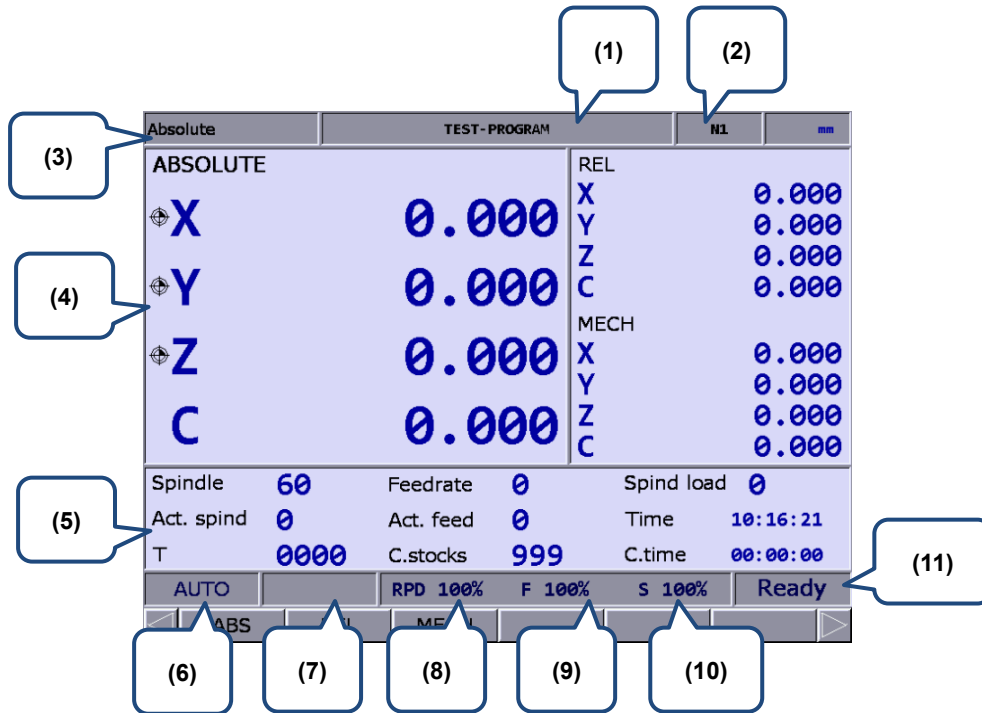 (1) (2)
Absolute TEST-PROGRAM N1 mm
(3)
ABSOLUTE
X 0.000
Y 0.000
Z 0.000
C 0.000
(4)
REL
X 0.000
Y 0.000
Z 0.000
C 0.000
MECH
X 0.000
Y 0.000
Z 0.000
C 0.000
(5)
Spindle 60 Feedrate 0 Spind load 0
Act. spind 0 Act. feed 0 Time 10:16:21
T 0000 C.stocks 999 C.time 00:00:00
(11)
AUTO RPD 100% F 100% S 100% Ready
ABS
(6) (7) (8) (9) (10)